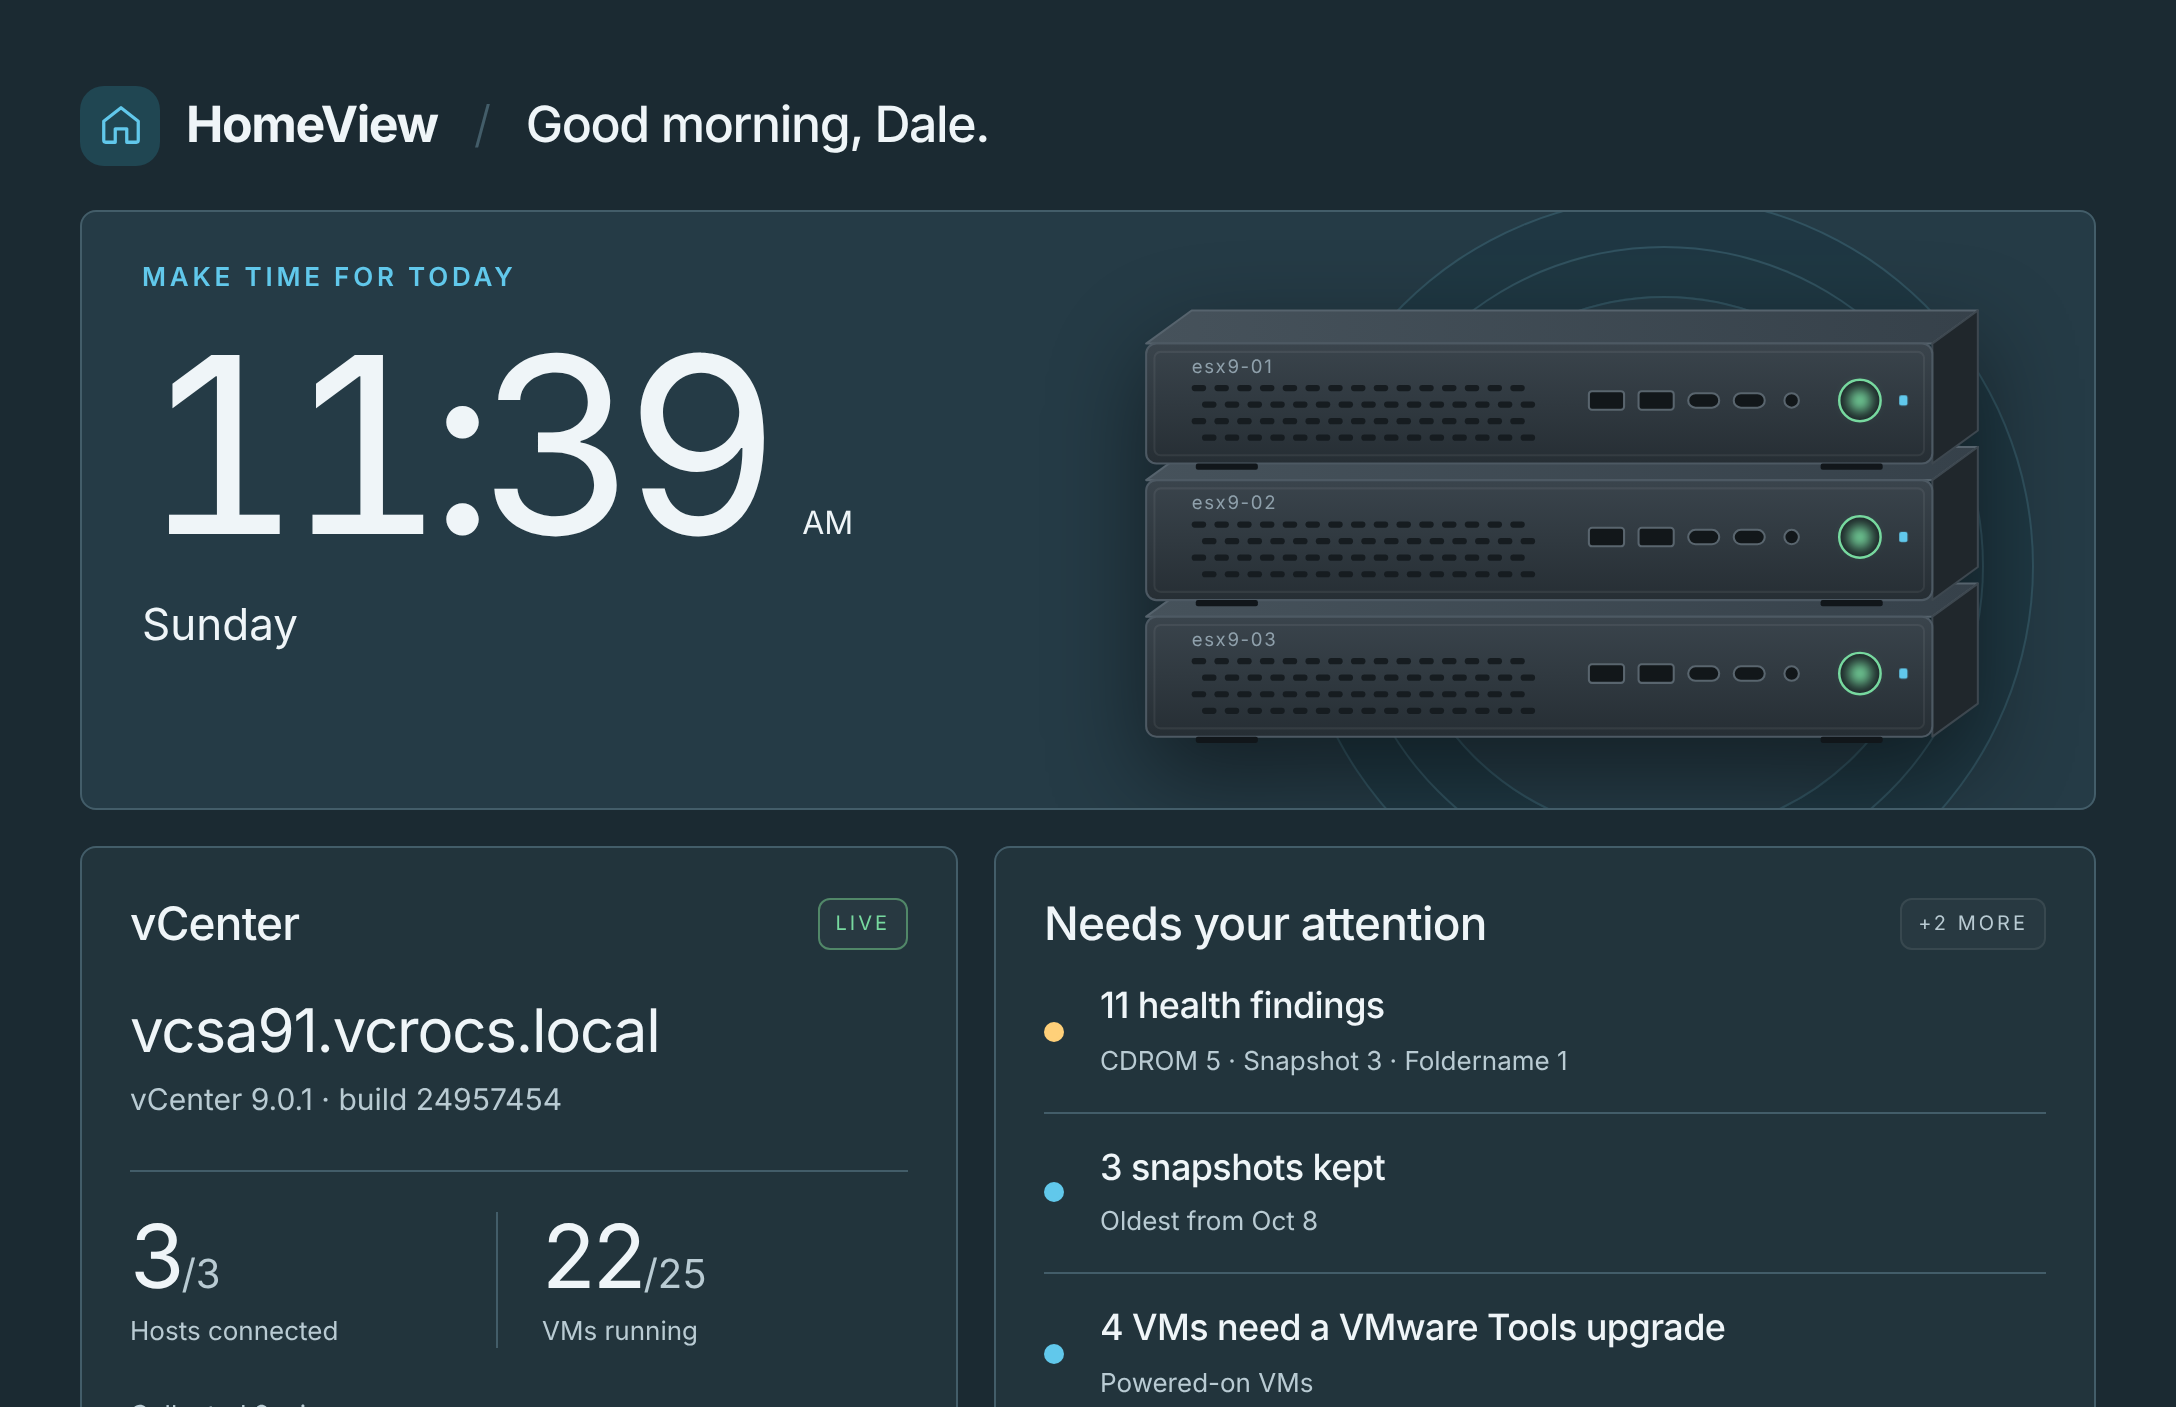 HomeView / Good morning, Dale.
MAKE TIME FOR TODAY
11:39 AM
Sunday
esx9-01
esx9-02
esx9-03
vCenter
LIVE
vcsa91.vcrocs.local
vCenter 9.0.1 · build 24957454
3/3
Hosts connected
22/25
VMs running
Needs your attention
+2 MORE
11 health findings
CDROM 5 · Snapshot 3 · Foldername 1
3 snapshots kept
Oldest from Oct 8
4 VMs need a VMware Tools upgrade
Powered-on VMs